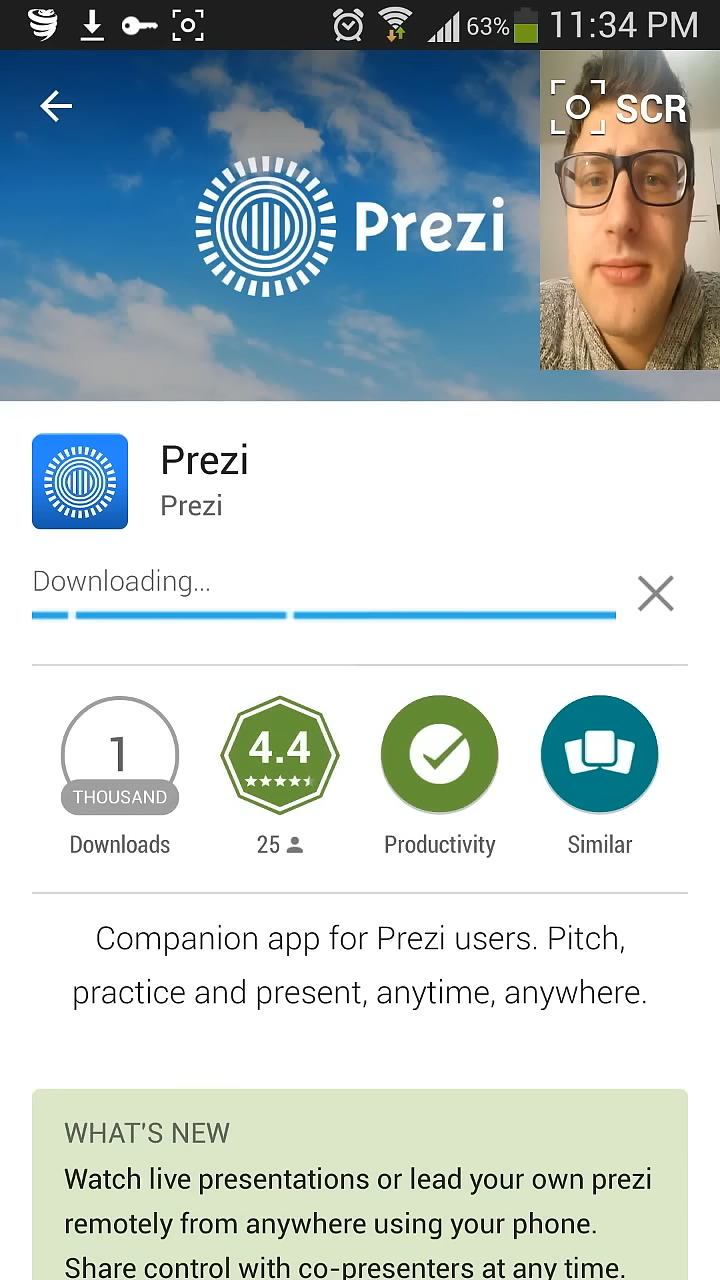 63% 11:34 PM
SCR
Prezi
Prezi
Prezi
Downloading...
1
THOUSAND
Downloads
4.4
25
Productivity
Similar
Companion app for Prezi users. Pitch,
practice and present, anytime, anywhere.
WHAT'S NEW
Watch live presentations or lead your own prezi
remotely from anywhere using your phone.
Share control with co-presenters at any time.